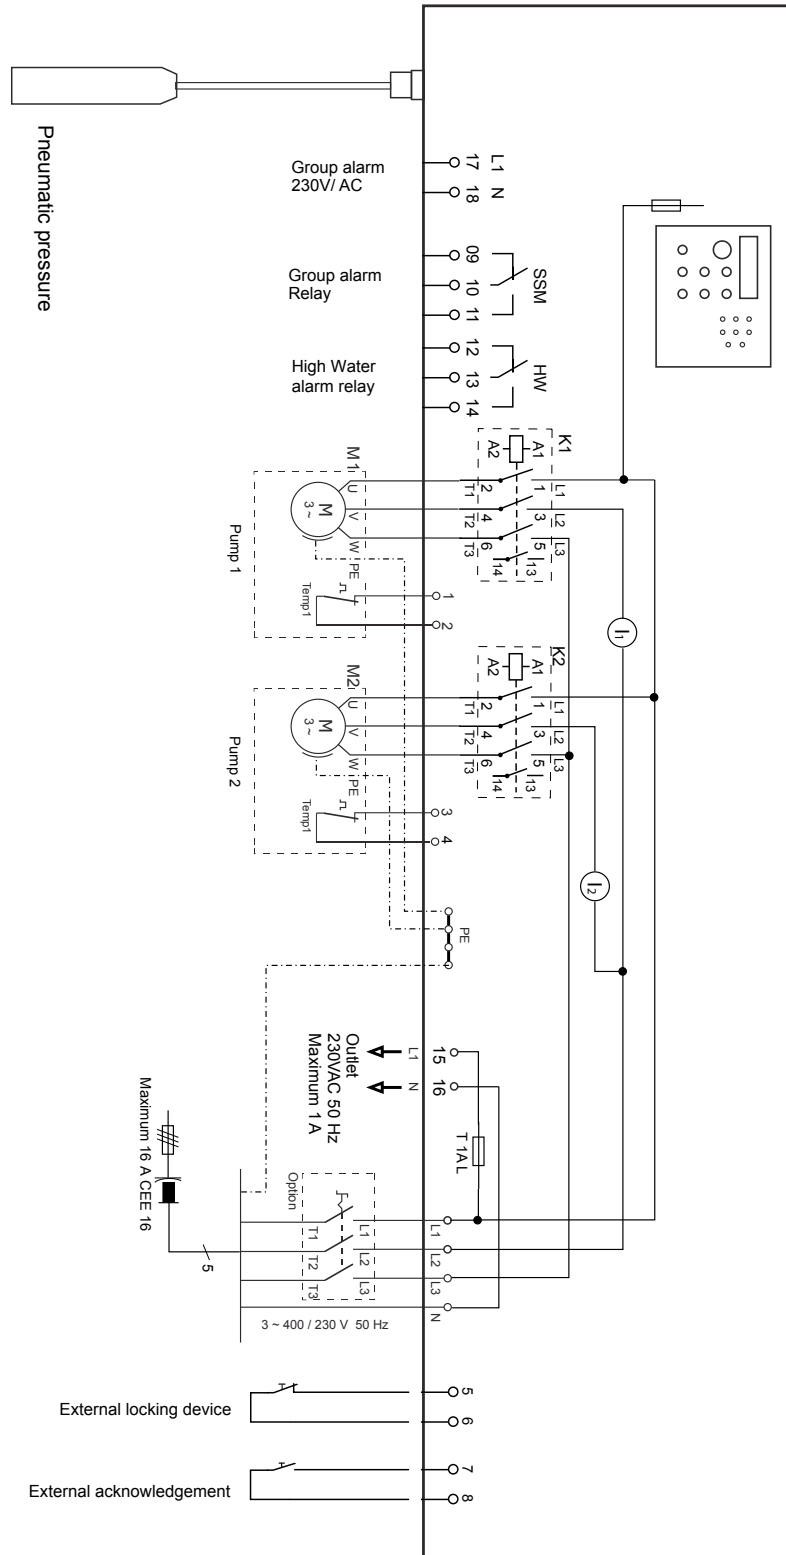 Pneumatic pressure
Group alarm
230V/ AC
17 L1
18 N
Group alarm
Relay
09
10
11
SSM
High Water
alarm relay
12
13
14
HW
K1
A2 A1
M1
U
V
W
PE
M
3 ~
Pump 1
Temp1
T1 2 1 L1
T2 4 3 L2
T3 6 5 L3
14 13
1
2
I1
K2
A2 A1
M2
U
V
W
PE
M
3 ~
Pump 2
Temp1
T1 2 1 L1
T2 4 3 L2
T3 6 5 L3
14 13
3
4
I2
PE
Outlet
230VAC 50 Hz
Maximum 1 A
L1 15
N 16
T 1A L
Maximum 16 A CEE 16
5
Option
T1 L1 L1
T2 L2 L2
T3 L3 L3
N
3 ~ 400 / 230 V 50 Hz
External locking device
5
6
External acknowledgement
7
8